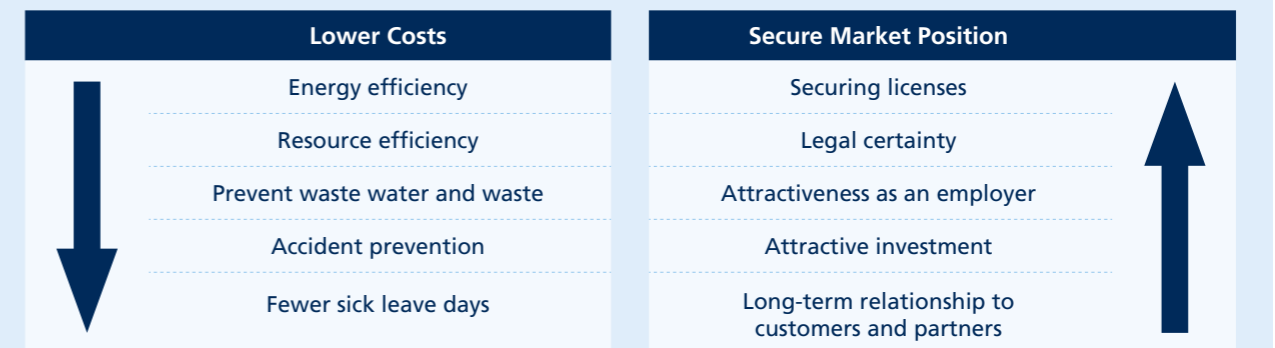 Lower Costs
Energy efficiency
Resource efficiency
Prevent waste water and waste
Accident prevention
Fewer sick leave days
Secure Market Position
Securing licenses
Legal certainty
Attractiveness as an employer
Attractive investment
Long-term relationship to
customers and partners